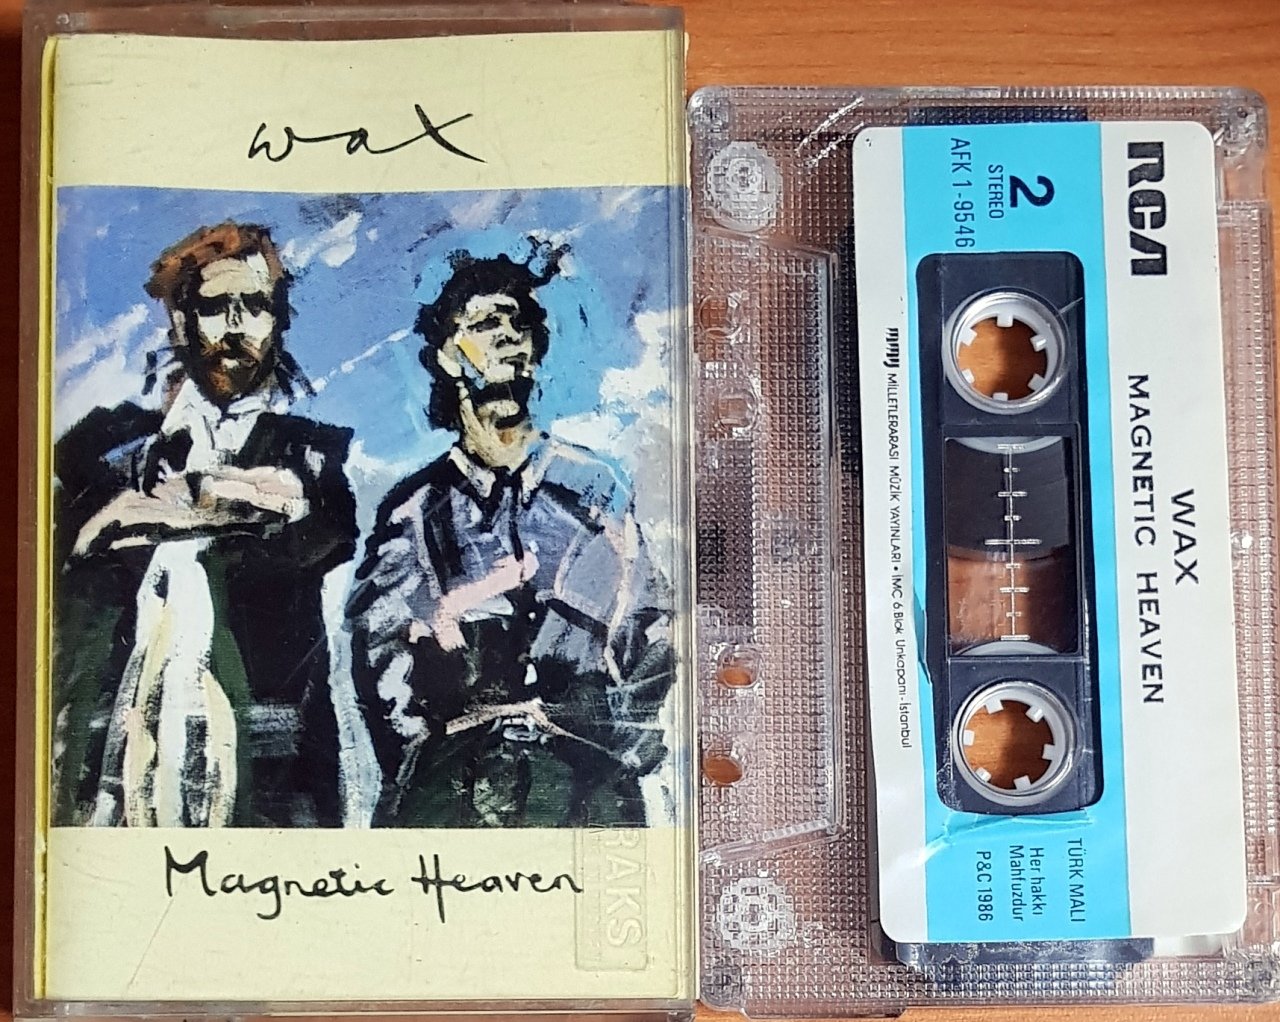 wax
Magnetic Heaven
RAKS
RCA
WAX
MAGNETIC HEAVEN
2
STEREO
AFK 1-9546
TÜRK MALI
Her hakkı
Mahfuzdur
P&C 1986
MİLLETLERARASI MÜZİK YAYINLARI • İMC 6 Blok Unkapanı - İstanbul